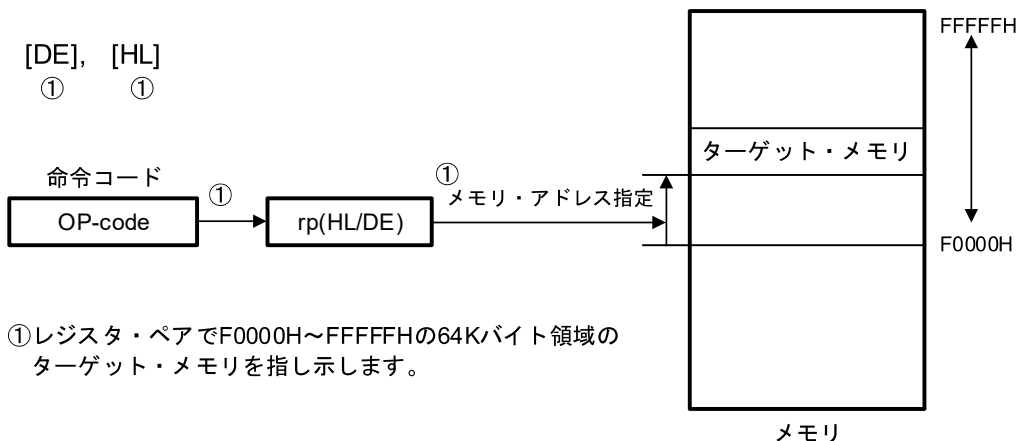 [DE], [HL]
① ①
命令コード
OP-code
①
rp(HL/DE)
①
メモリ・アドレス指定
FFFFFH
ターゲット・メモリ
F0000H
メモリ
①レジスタ・ペアでF0000H～FFFFFHの64Kバイト領域の
ターゲット・メモリを指し示します。